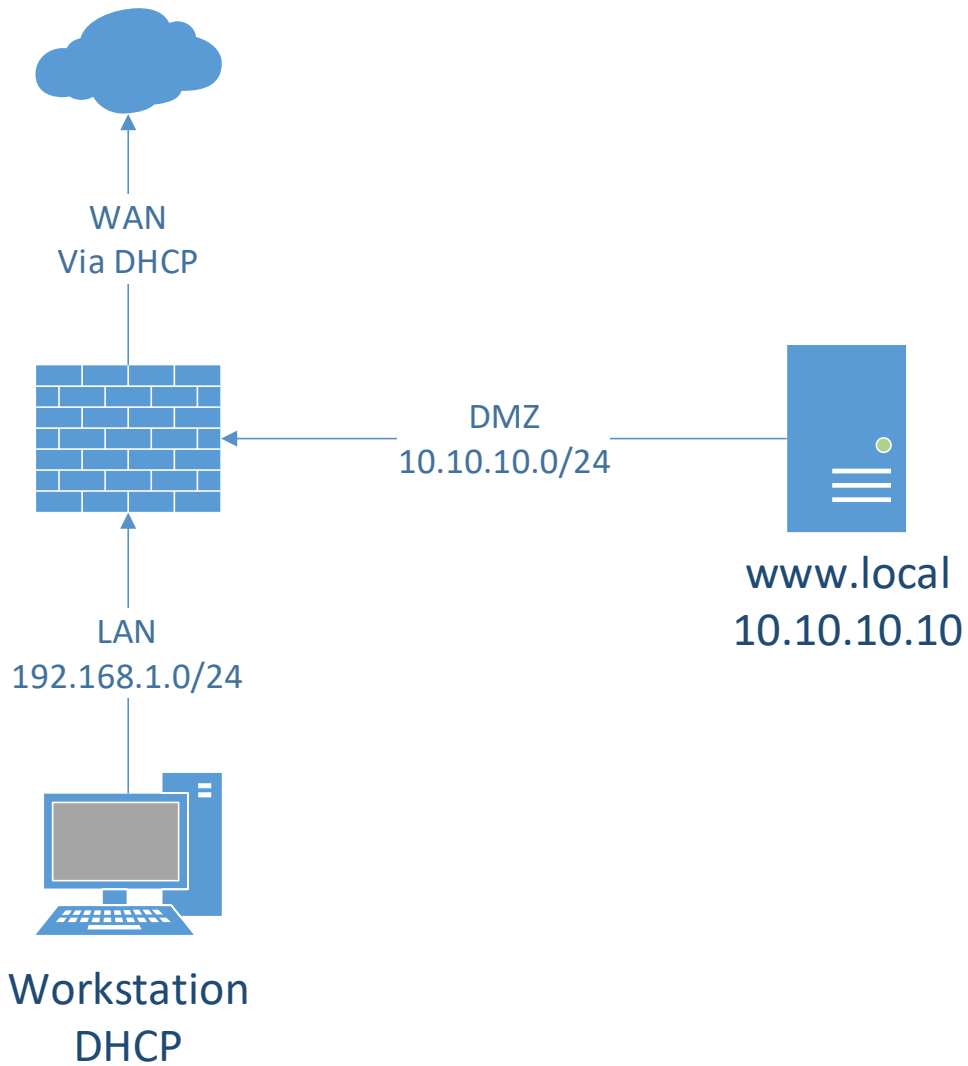 WAN
Via DHCP
DMZ
10.10.10.0/24
www.local
10.10.10.10
LAN
192.168.1.0/24
Workstation
DHCP